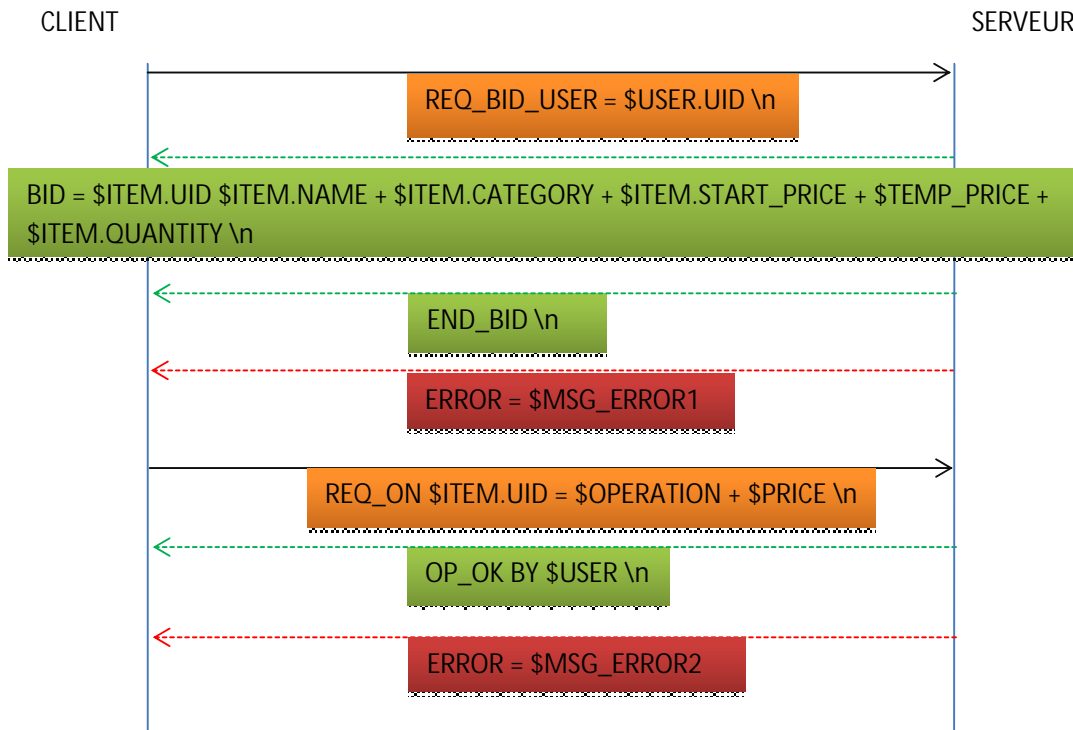 CLIENT
SERVEUR
REQ_BID_USER = $USER.UID \n
BID = $ITEM.UID $ITEM.NAME + $ITEM.CATEGORY + $ITEM.START_PRICE + $TEMP_PRICE +
$ITEM.QUANTITY \n
END_BID \n
ERROR = $MSG_ERROR1
REQ_ON $ITEM.UID = $OPERATION + $PRICE \n
OP_OK BY $USER \n
ERROR = $MSG_ERROR2